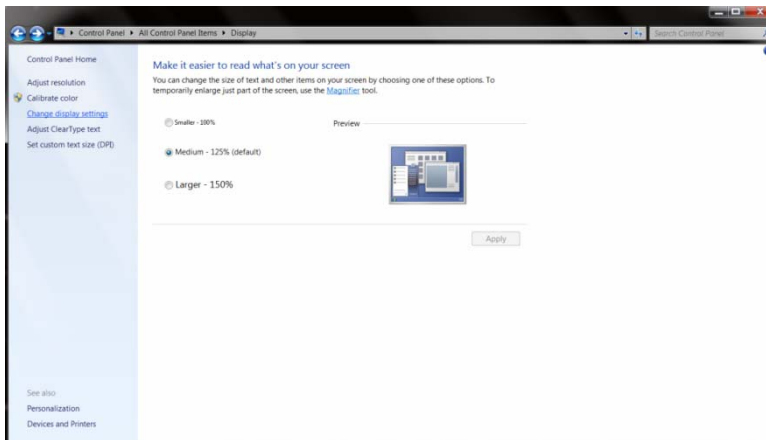 Control Panel ▸ All Control Panel Items ▸ Display
Search Control Panel
Control Panel Home
Adjust resolution
Calibrate color
Change display settings
Adjust ClearType text
Set custom text size (DPI)
See also
Personalization
Devices and Printers
Make it easier to read what's on your screen
You can change the size of text and other items on your screen by choosing one of these options. To
temporarily enlarge just part of the screen, use the Magnifier tool.
Smaller - 100%
Preview
Medium - 125% (default)
Larger - 150%
Apply